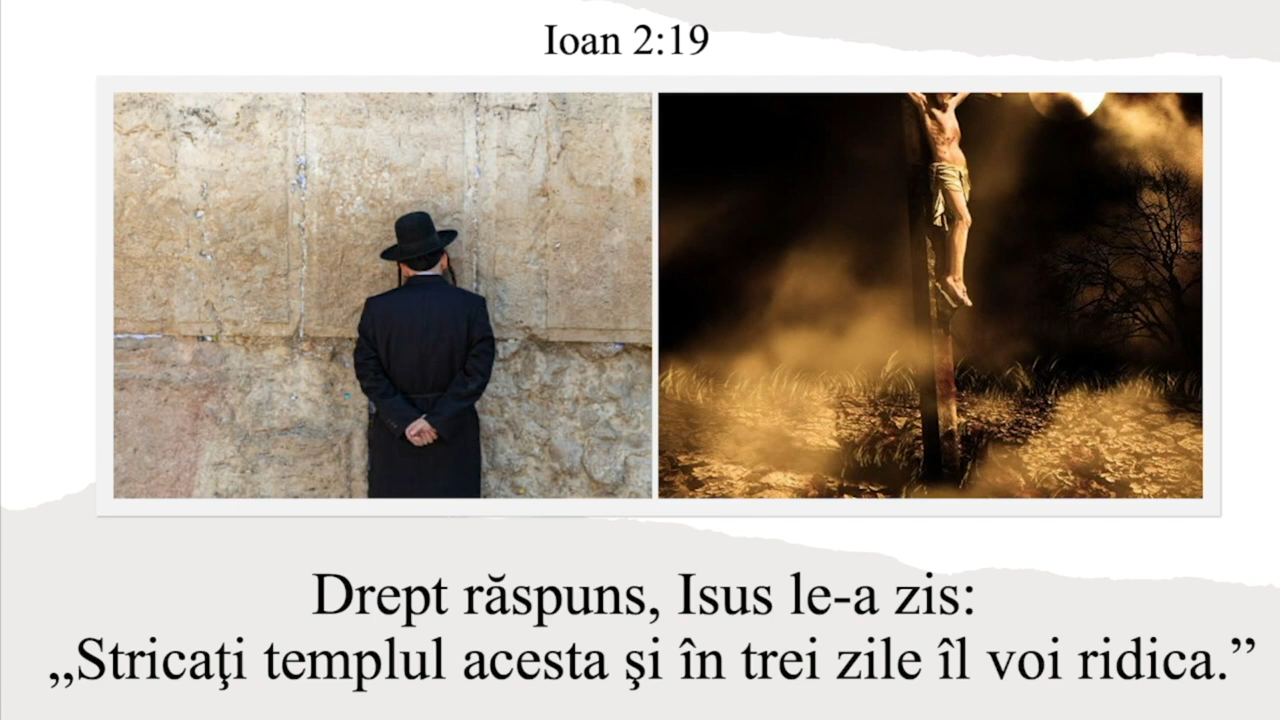 Ioan 2:19
Drept răspuns, Isus le-a zis:
„Stricaţi templul acesta şi în trei zile îl voi ridica.”